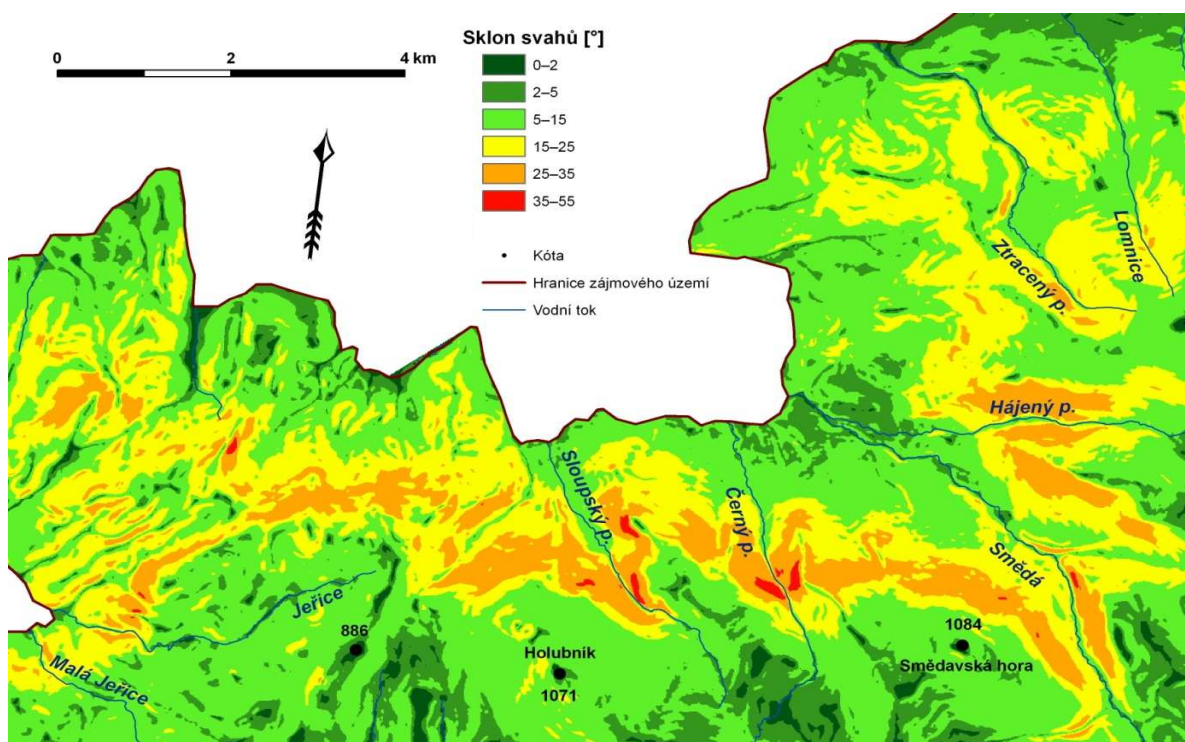 0 2 4 km
Sklon svahů [°]
0–2
2–5
5–15
15–25
25–35
35–55
Kóta
Hranice zájmového území
Vodní tok
Lomnice
Ztracený p.
Hájený p.
Sloupský p.
Černý p.
Smědá
Jeřice
886
Holubník
1071
1084
Smědavská hora
Malá Jeřice